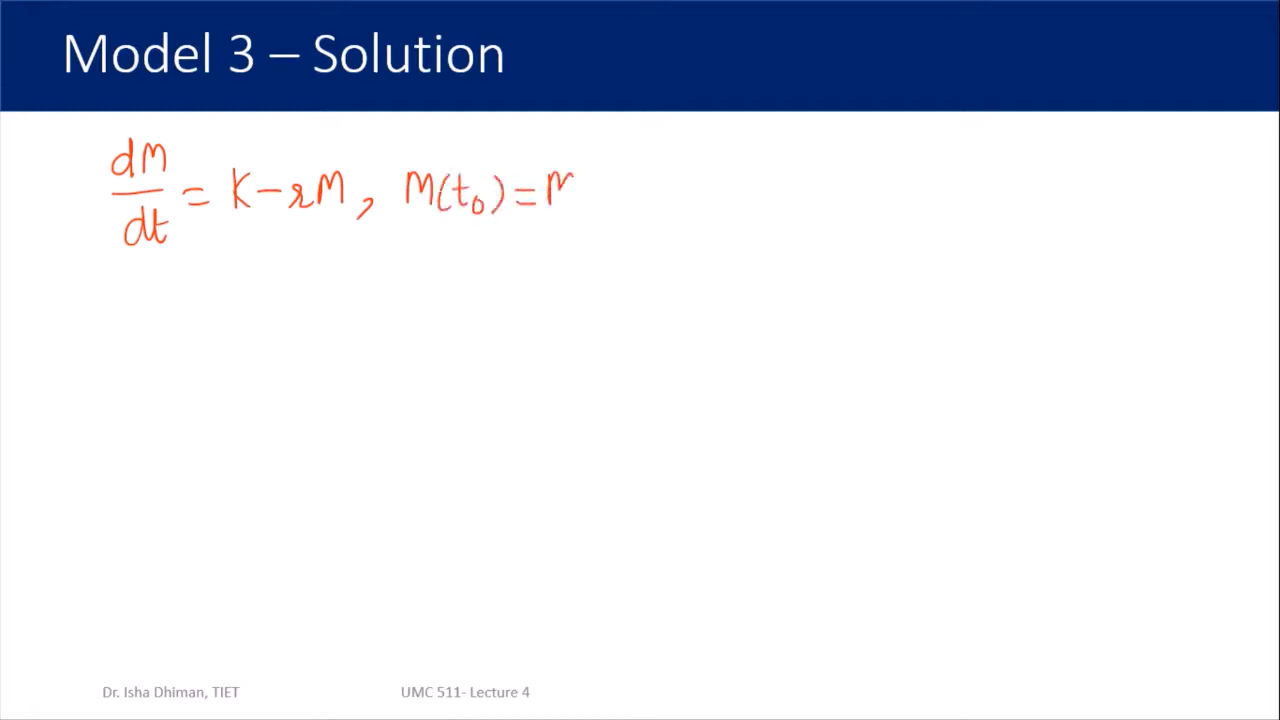 Model 3 – Solution
dM/dt = K-rM, M(t₀)=M
Dr. Isha Dhiman, TIET
UMC 511- Lecture 4